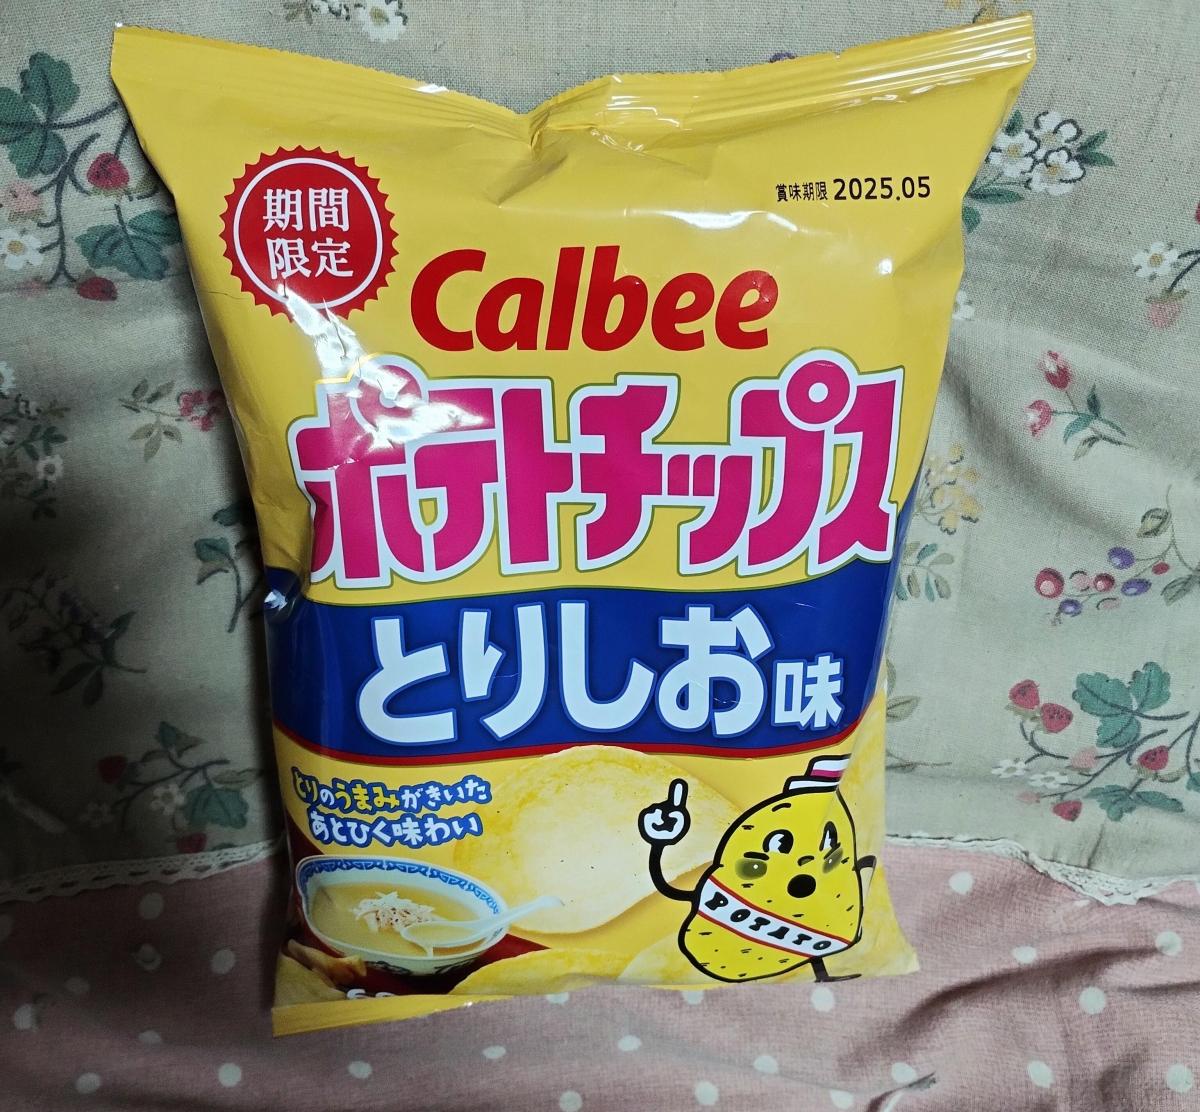 期間
限定
賞味期限 2025.05
Calbee
ポテトチップス
とりしお味
とりのうまみがきいた
あとひく味わい
POTATO